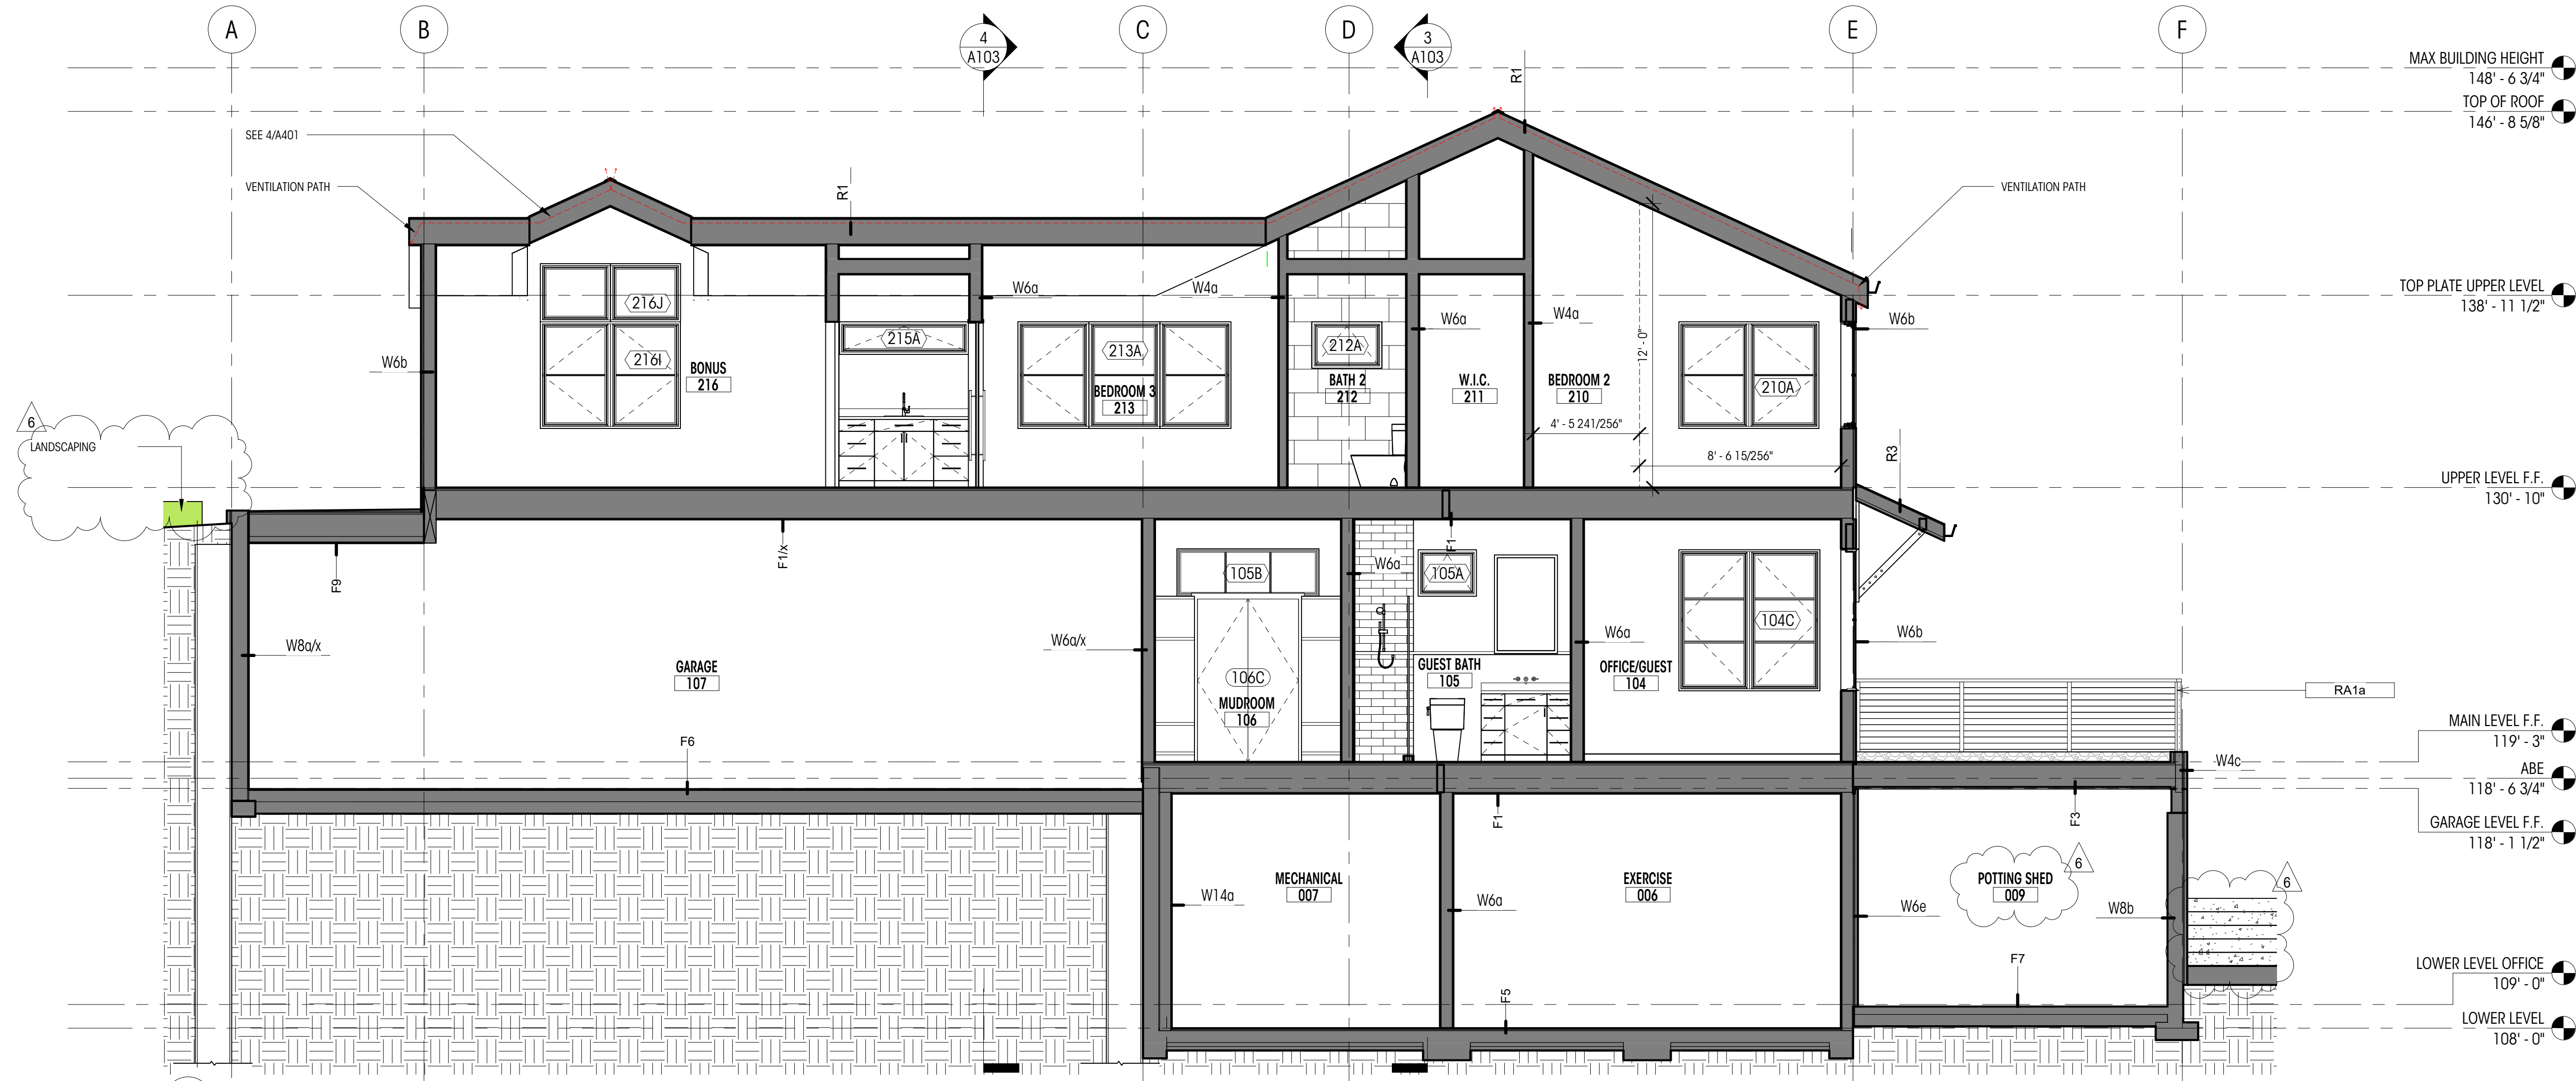 A
B
4
A103
C
D
3
A103
E
F
MAX BUILDING HEIGHT
148' - 6 3/4"
TOP OF ROOF
146' - 8 5/8"
R1
SEE 4/A401
VENTILATION PATH
R1
VENTILATION PATH
TOP PLATE UPPER LEVEL
138' - 11 1/2"
216J
W6a
W4a
W6a
W4a
W6b
215A
216I
213A
212A
12' - 0"
W6b
BONUS
216
BEDROOM 3
213
BATH 2
212
W.I.C.
211
BEDROOM 2
210
210A
6
LANDSCAPING
4' - 5 241/256"
8' - 6 15/256"
R3
UPPER LEVEL F.F.
130' - 10"
F9
F1/x
F1
105B
W6a
105A
104C
W8a/x
W6a/x
W6a
W6b
GARAGE
107
106C
MUDROOM
106
GUEST BATH
105
OFFICE/GUEST
104
RA1a
MAIN LEVEL F.F.
119' - 3"
F6
W4c
ABE
118' - 6 3/4"
F1
F3
GARAGE LEVEL F.F.
118' - 1 1/2"
MECHANICAL
007
EXERCISE
006
POTTING SHED
009
6
6
W14a
W6a
W6e
W8b
F5
F7
LOWER LEVEL OFFICE
109' - 0"
LOWER LEVEL
108' - 0"